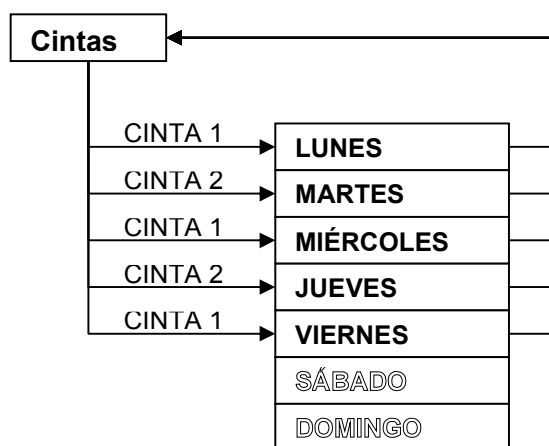 Cintas
CINTA 1
LUNES
CINTA 2
MARTES
CINTA 1
MIÉRCOLES
CINTA 2
JUEVES
CINTA 1
VIERNES
SÁBADO
DOMINGO